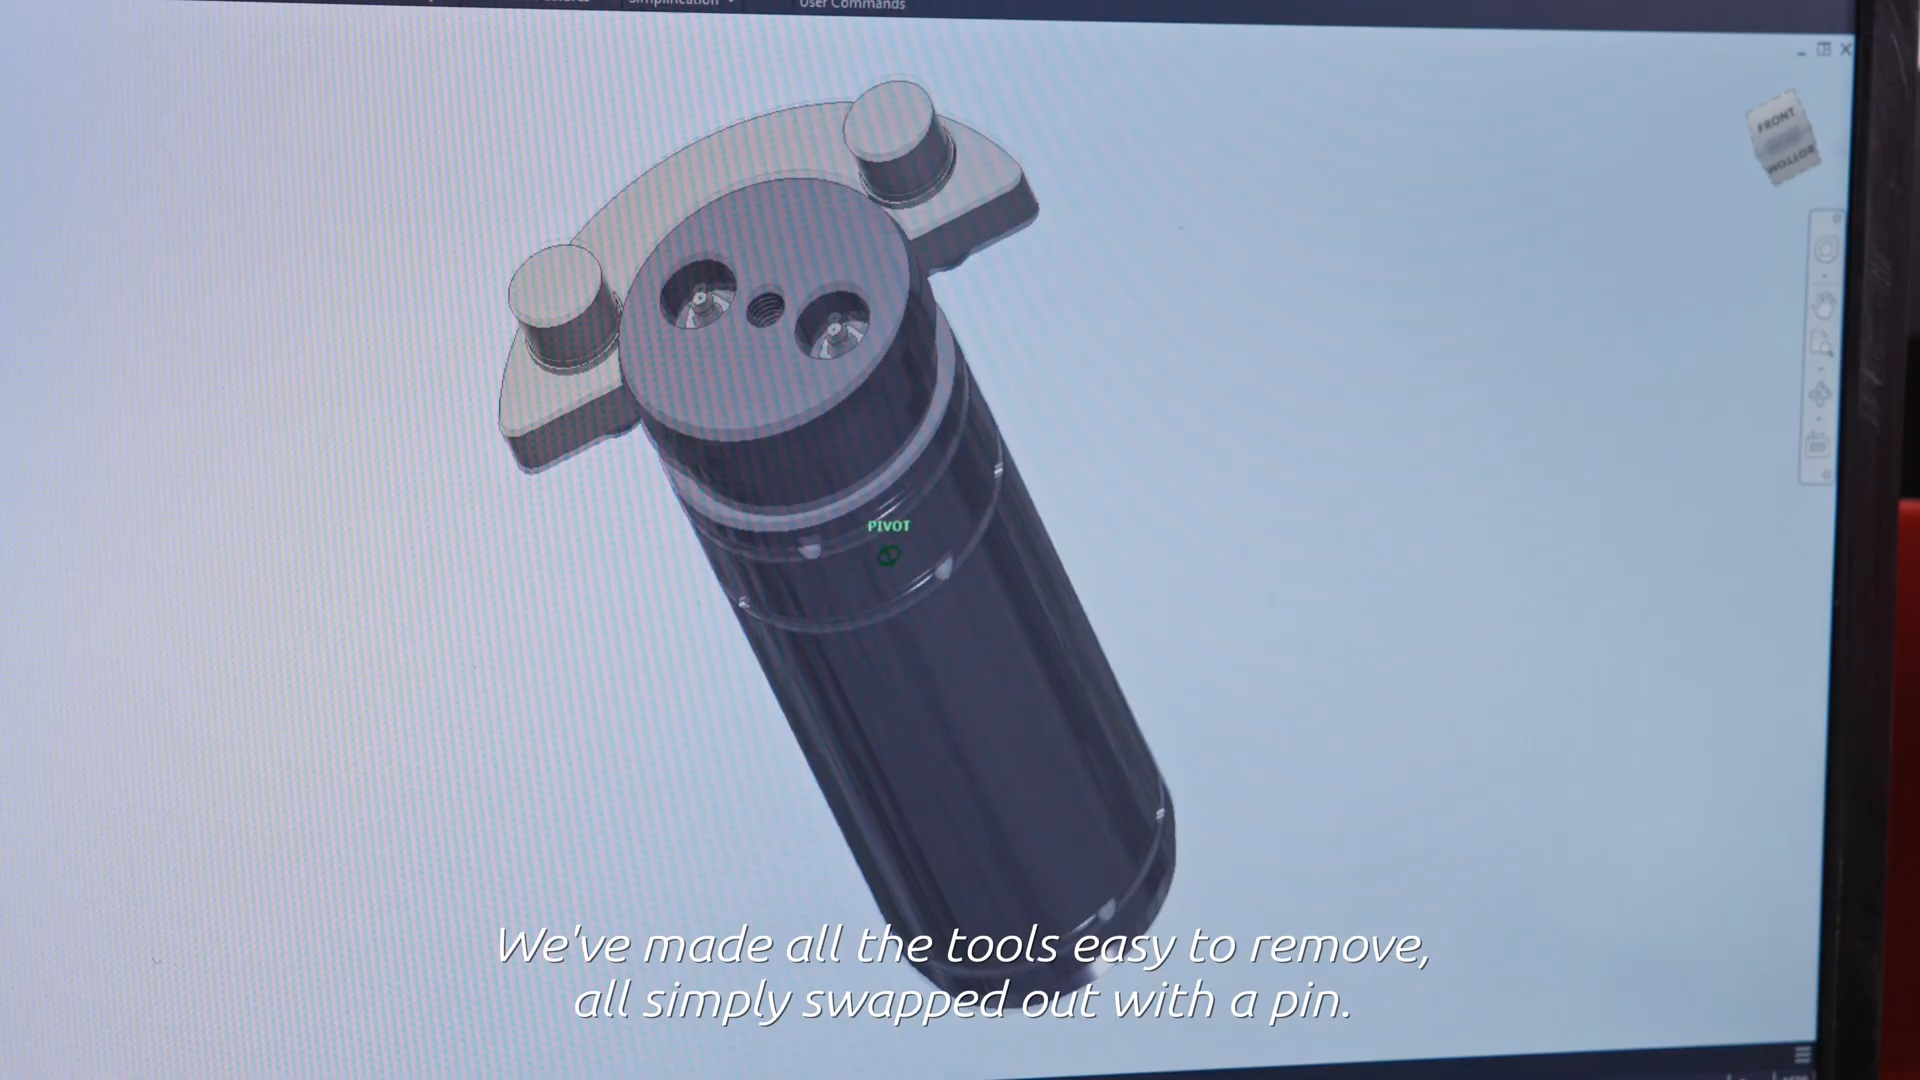 Simplification
User Commands
FRONT
BOTTOM
PIVOT
We've made all the tools easy to remove,
all simply swapped out with a pin.